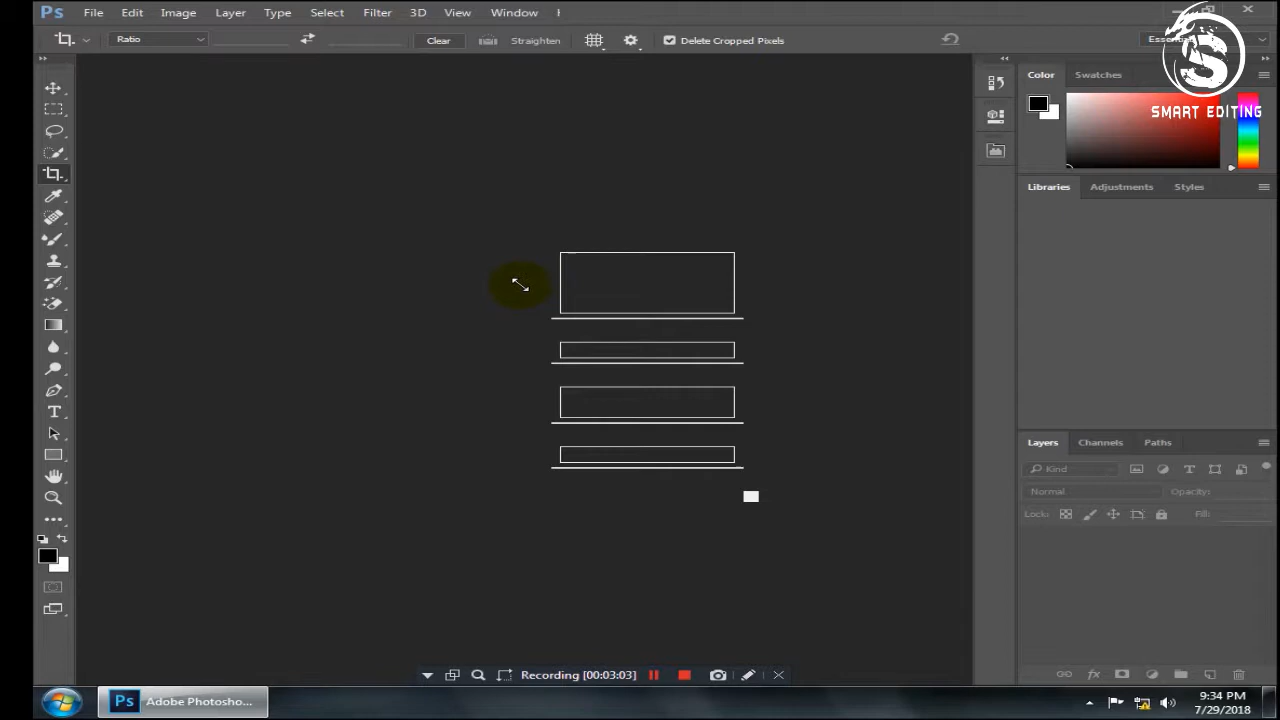 Ps File Edit Image Layer Type Select Filter 3D View Window
Ratio Clear Straighten Delete Cropped Pixels
S
SMART EDITING
Color Swatches
Libraries Adjustments Styles
Layers Channels Paths
Kind
Normal Opacity:
Lock: Fill:
Recording [00:03:03]
Ps Adobe Photosho...
9:34 PM
7/29/2018